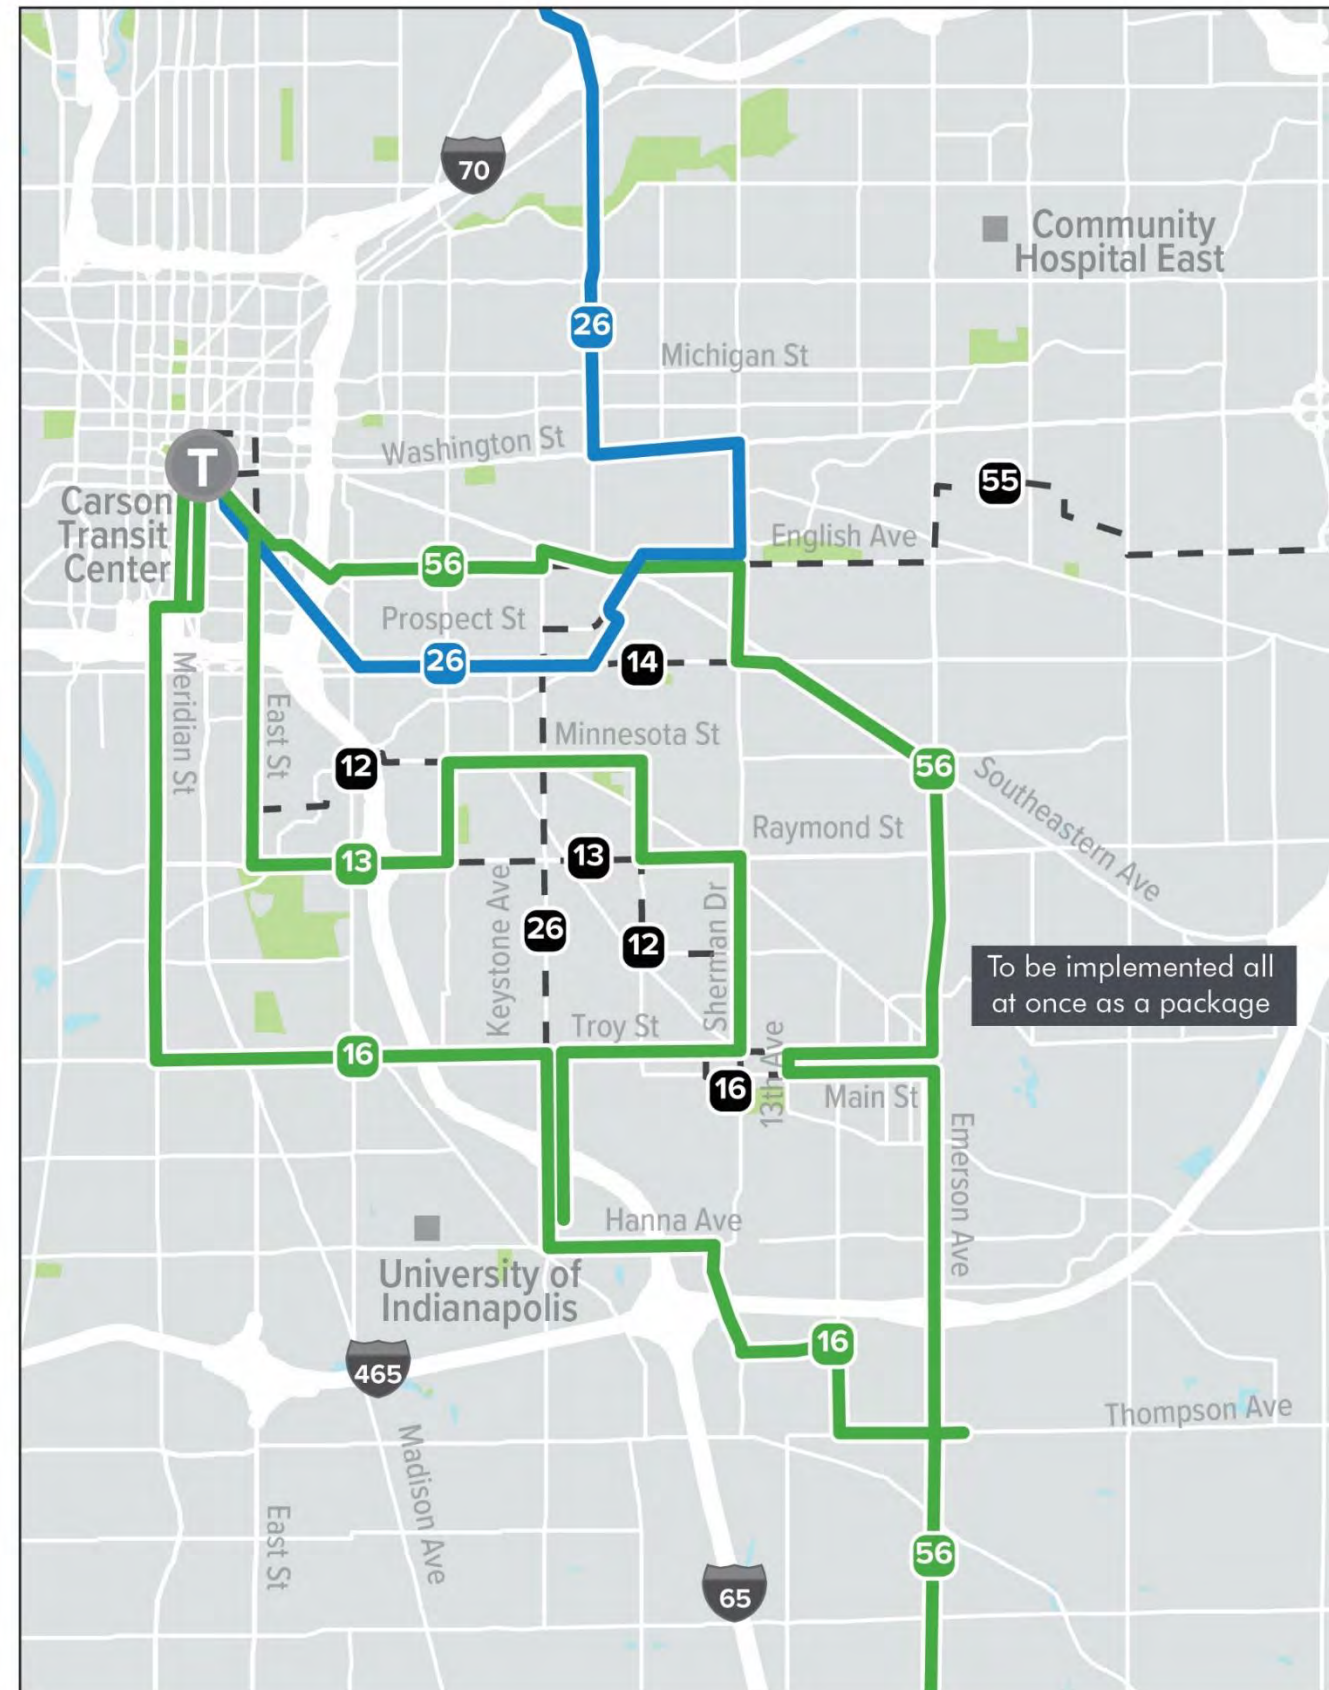 70
Community
Hospital East
26
Michigan St
Washington St
T
55
Carson
Transit
Center
English Ave
56
Prospect St
26
14
Meridian St
East St
Minnesota St
12
56
Southeastern Ave
Raymond St
13
13
Keystone Ave
26
12
Sherman Dr
To be implemented all
at once as a package
Troy St
16
13th Ave
16
Main St
Emerson Ave
Hanna Ave
University of
Indianapolis
16
465
Thompson Ave
Madison Ave
East St
56
65